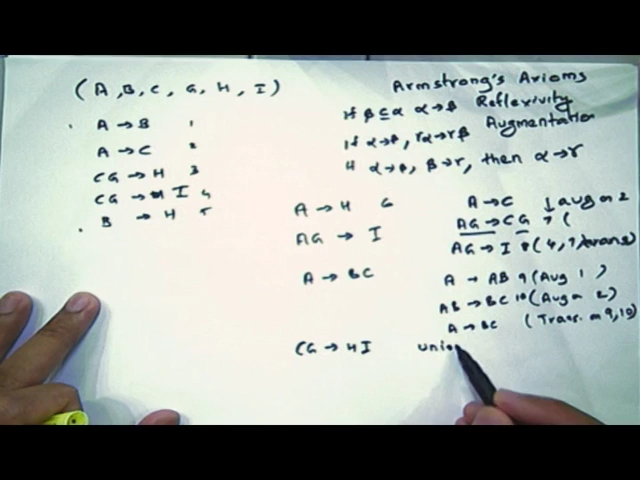 (A, B, C, G, H, I)
A → B 1
A → C 2
CG → H 3
CG → I 4
B → H 5
Armstrong's Axioms
If β ⊆ α α → β Reflexivity
If α → β, γα → γβ Augmentation
If α → β, β → γ, then α → γ
A → H 6
AG → I
A → BC
CG → HI
A → C ↓ aug on 2
AG → CG 7 (
AG → I 8 (4, 7, trans)
A → AB 9 (Aug 1)
AB → BC 10 (Aug on 2)
A → BC (Trans. on 9, 10)
Unio